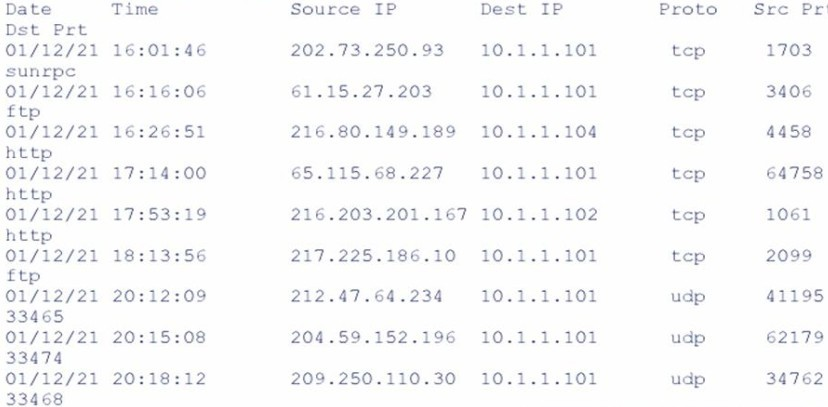 Date Time Source IP Dest IP Proto Src Prt
Dst Prt
01/12/21 16:01:46 202.73.250.93 10.1.1.101 tcp 1703
sunrpc
01/12/21 16:16:06 61.15.27.203 10.1.1.101 tcp 3406
ftp
01/12/21 16:26:51 216.80.149.189 10.1.1.104 tcp 4458
http
01/12/21 17:14:00 65.115.68.227 10.1.1.101 tcp 64758
http
01/12/21 17:53:19 216.203.201.167 10.1.1.102 tcp 1061
http
01/12/21 18:13:56 217.225.186.10 10.1.1.101 tcp 2099
ftp
01/12/21 20:12:09 212.47.64.234 10.1.1.101 udp 41195
33465
01/12/21 20:15:08 204.59.152.196 10.1.1.101 udp 62179
33474
01/12/21 20:18:12 209.250.110.30 10.1.1.101 udp 34762
33468